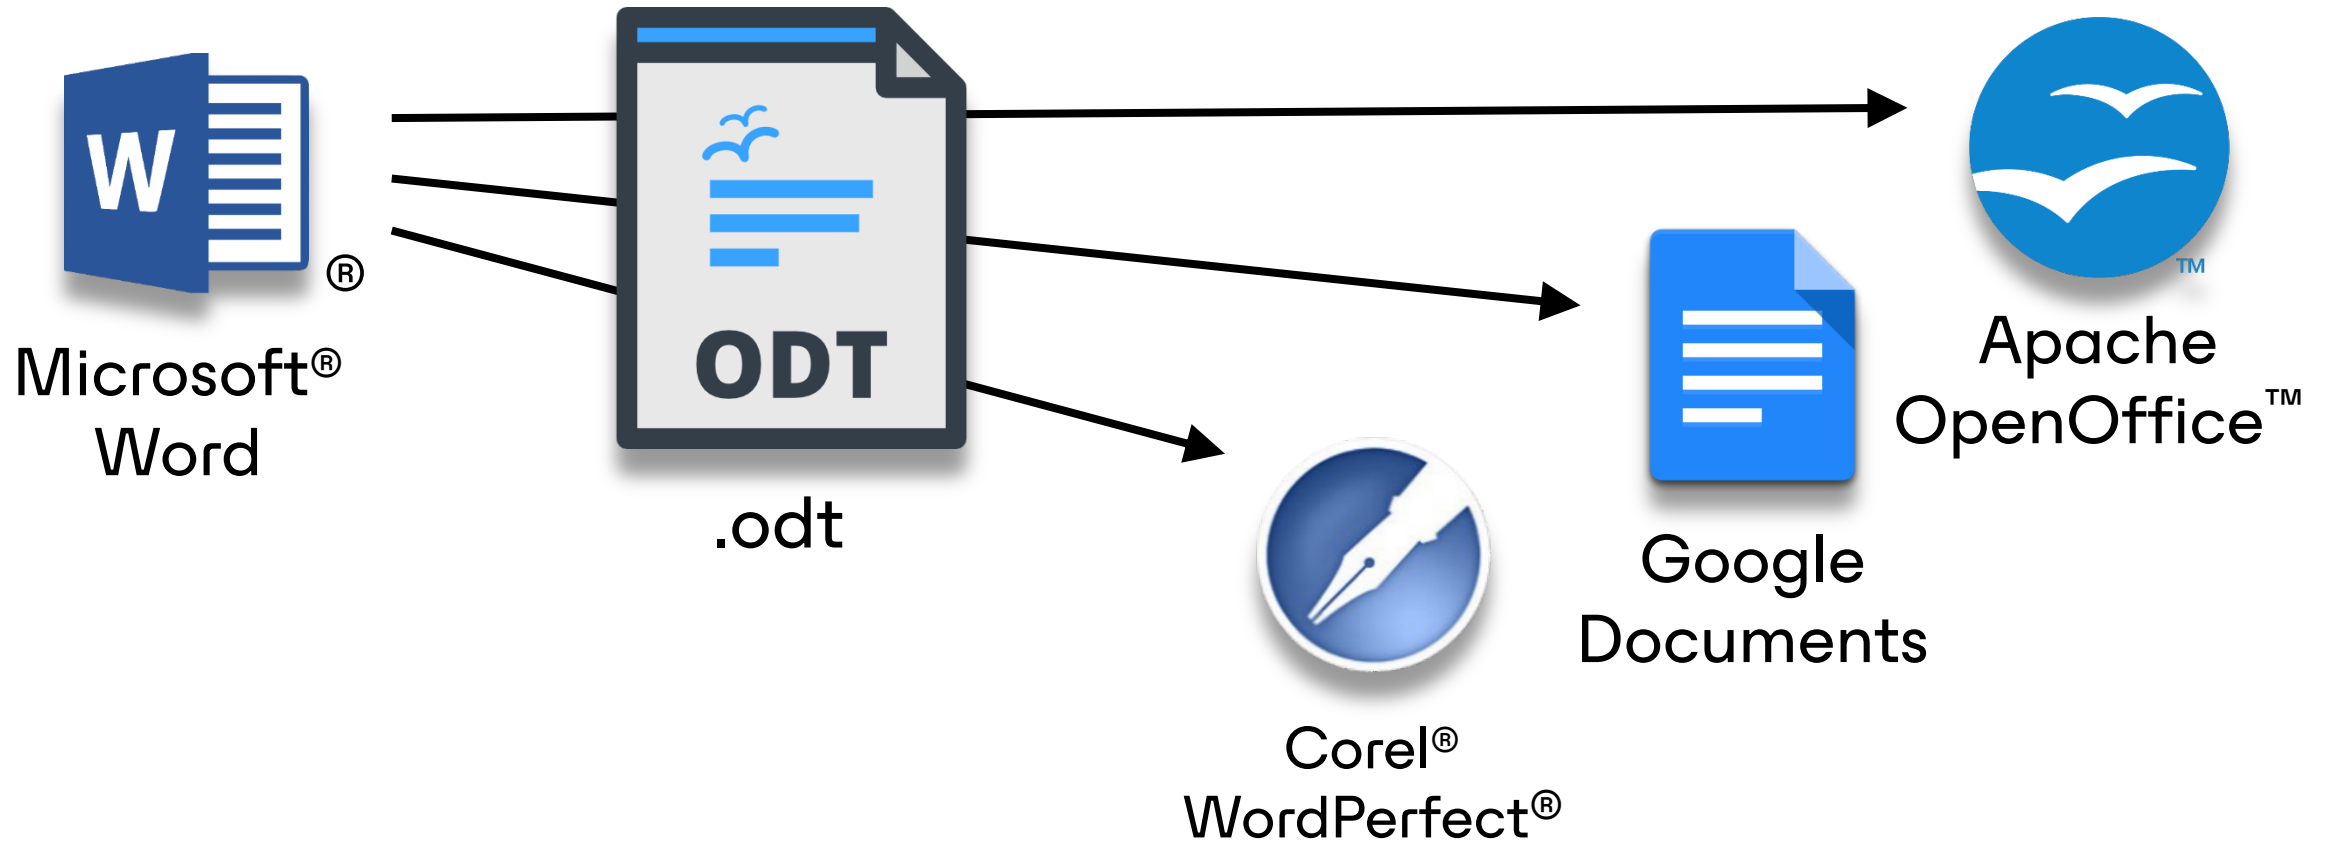 W
®
Microsoft®
Word
ODT
.odt
Corel®
WordPerfect®
Google
Documents
TM
Apache
OpenOffice™